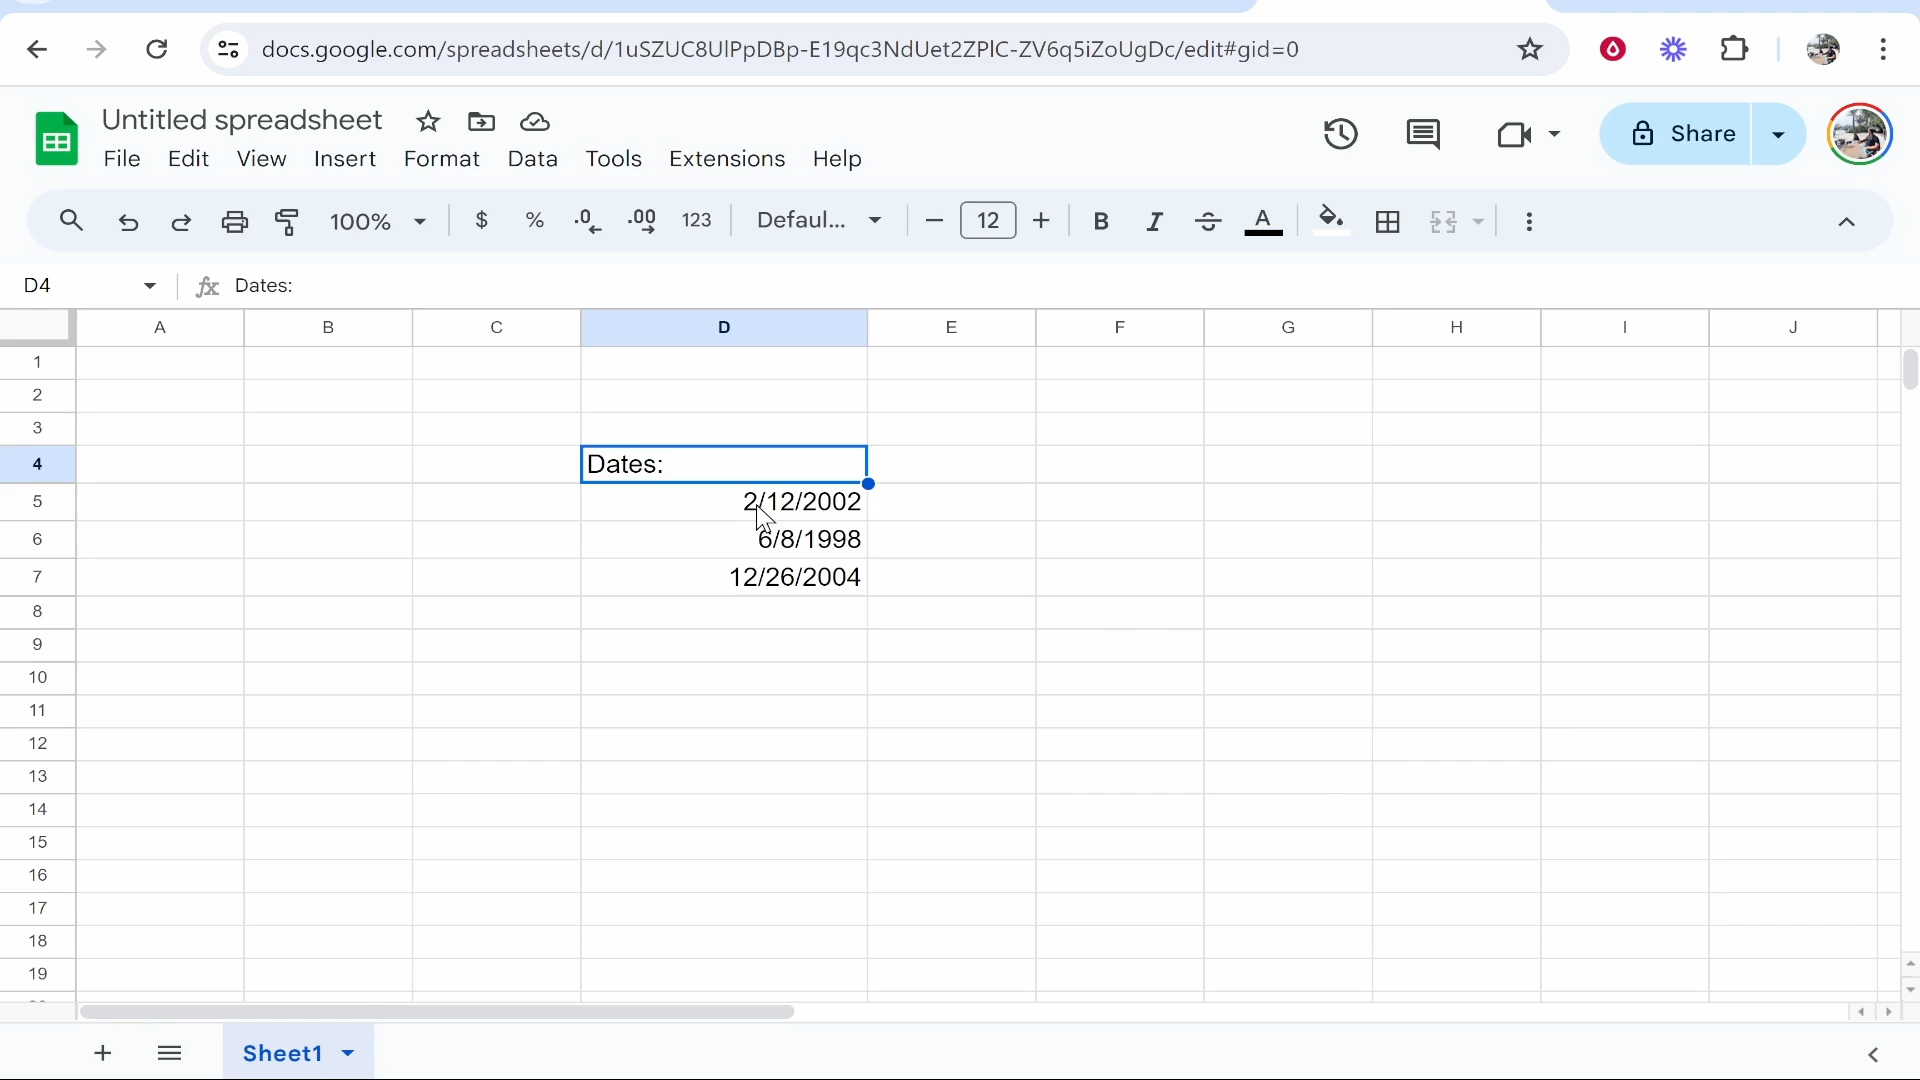 docs.google.com/spreadsheets/d/1uSZUC8UlPpDBp-E19qc3NdUet2ZPlC-ZV6q5iZoUgDc/edit#gid=0
Untitled spreadsheet
File Edit View Insert Format Data Tools Extensions Help
Share
100% $ % .0 .00 123 Defaul... 12 B I A
D4 Dates:
A B C D E F G H I J
1
2
3
4 Dates:
5 2/12/2002
6 6/8/1998
7 12/26/2004
8
9
10
11
12
13
14
15
16
17
18
19
Sheet1